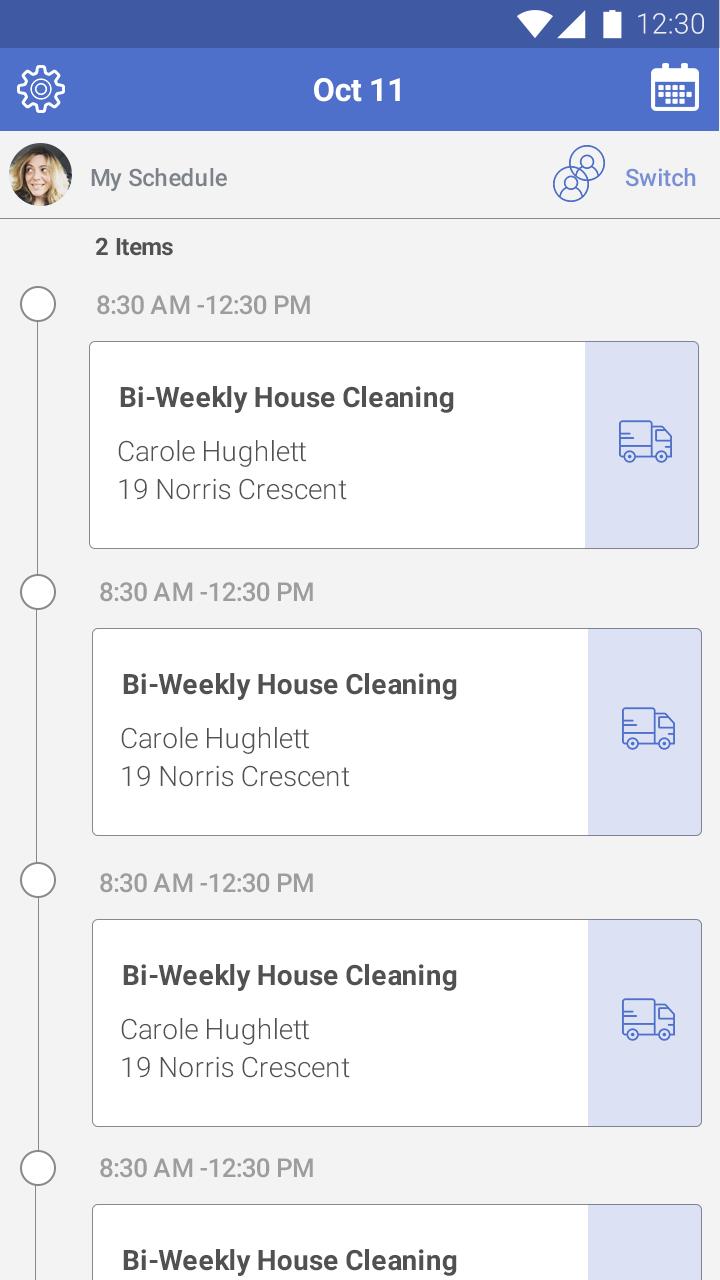 12:30
Oct 11
My Schedule
Switch
2 Items
8:30 AM -12:30 PM
Bi-Weekly House Cleaning
Carole Hughlett
19 Norris Crescent
8:30 AM -12:30 PM
Bi-Weekly House Cleaning
Carole Hughlett
19 Norris Crescent
8:30 AM -12:30 PM
Bi-Weekly House Cleaning
Carole Hughlett
19 Norris Crescent
8:30 AM -12:30 PM
Bi-Weekly House Cleaning